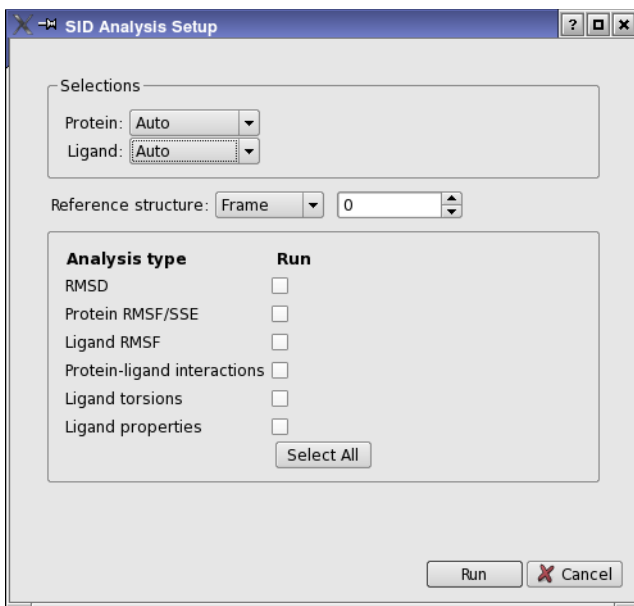 SID Analysis Setup
?
Selections
Protein: Auto
Ligand: Auto
Reference structure: Frame 0
Analysis type Run
RMSD
Protein RMSF/SSE
Ligand RMSF
Protein-ligand interactions
Ligand torsions
Ligand properties
Select All
Run Cancel